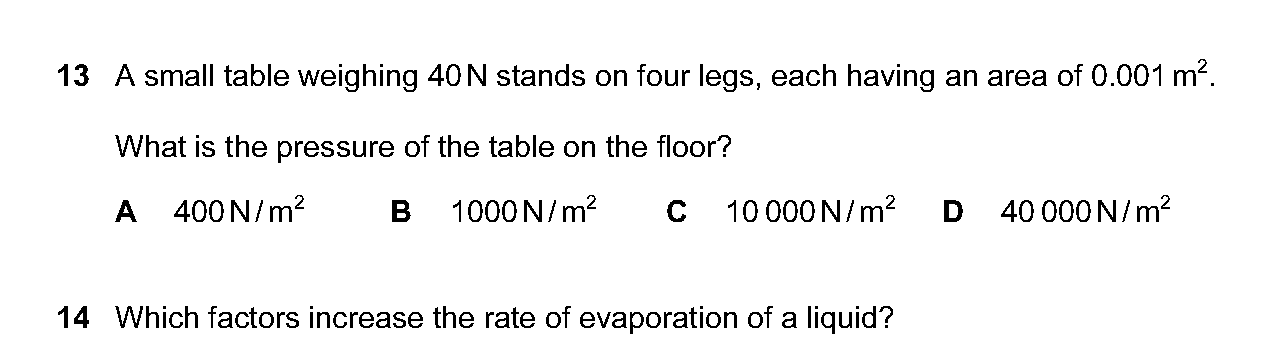 13 A small table weighing 40 N stands on four legs, each having an area of 0.001 m².
What is the pressure of the table on the floor?
A 400 N / m² B 1000 N / m² C 10 000 N / m² D 40 000 N / m²
14 Which factors increase the rate of evaporation of a liquid?